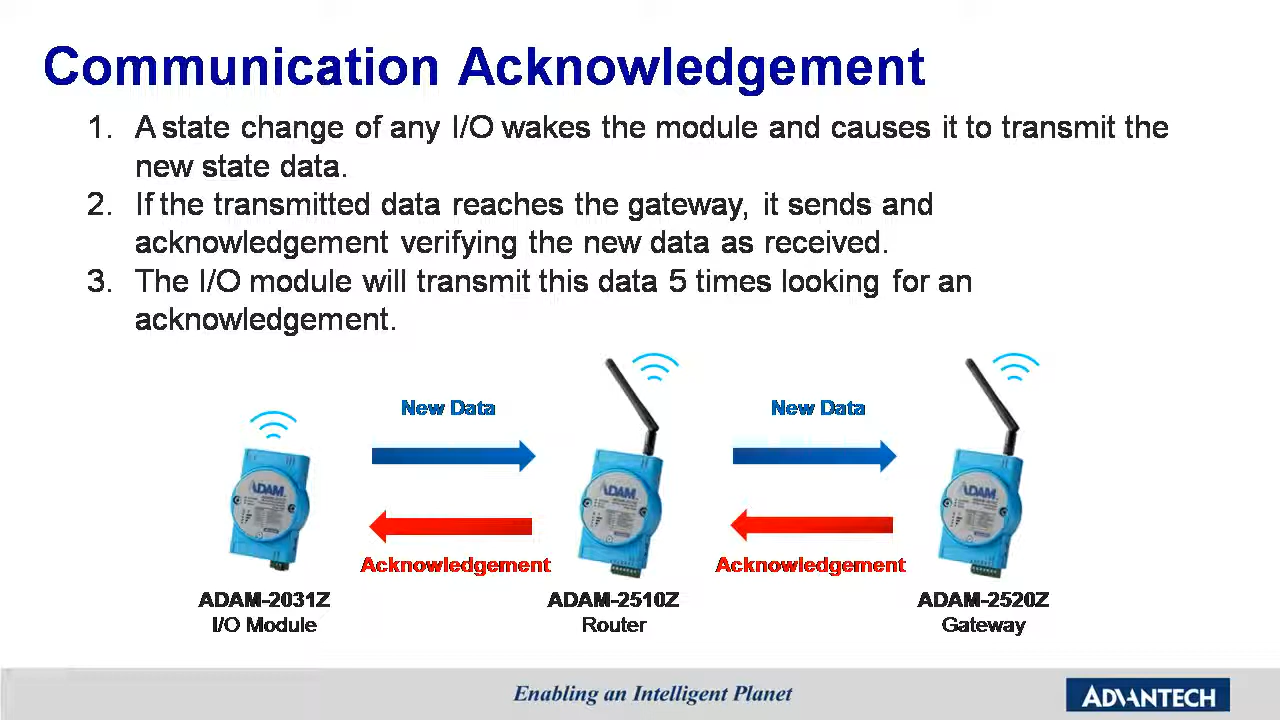 Communication Acknowledgement
1. A state change of any I/O wakes the module and causes it to transmit the
new state data.
2. If the transmitted data reaches the gateway, it sends and
acknowledgement verifying the new data as received.
3. The I/O module will transmit this data 5 times looking for an
acknowledgement.
New Data
New Data
ADAM
ADAM
ADAM
Acknowledgement
Acknowledgement
ADAM-2031Z
I/O Module
ADAM-2510Z
Router
ADAM-2520Z
Gateway
Enabling an Intelligent Planet
ADVANTECH